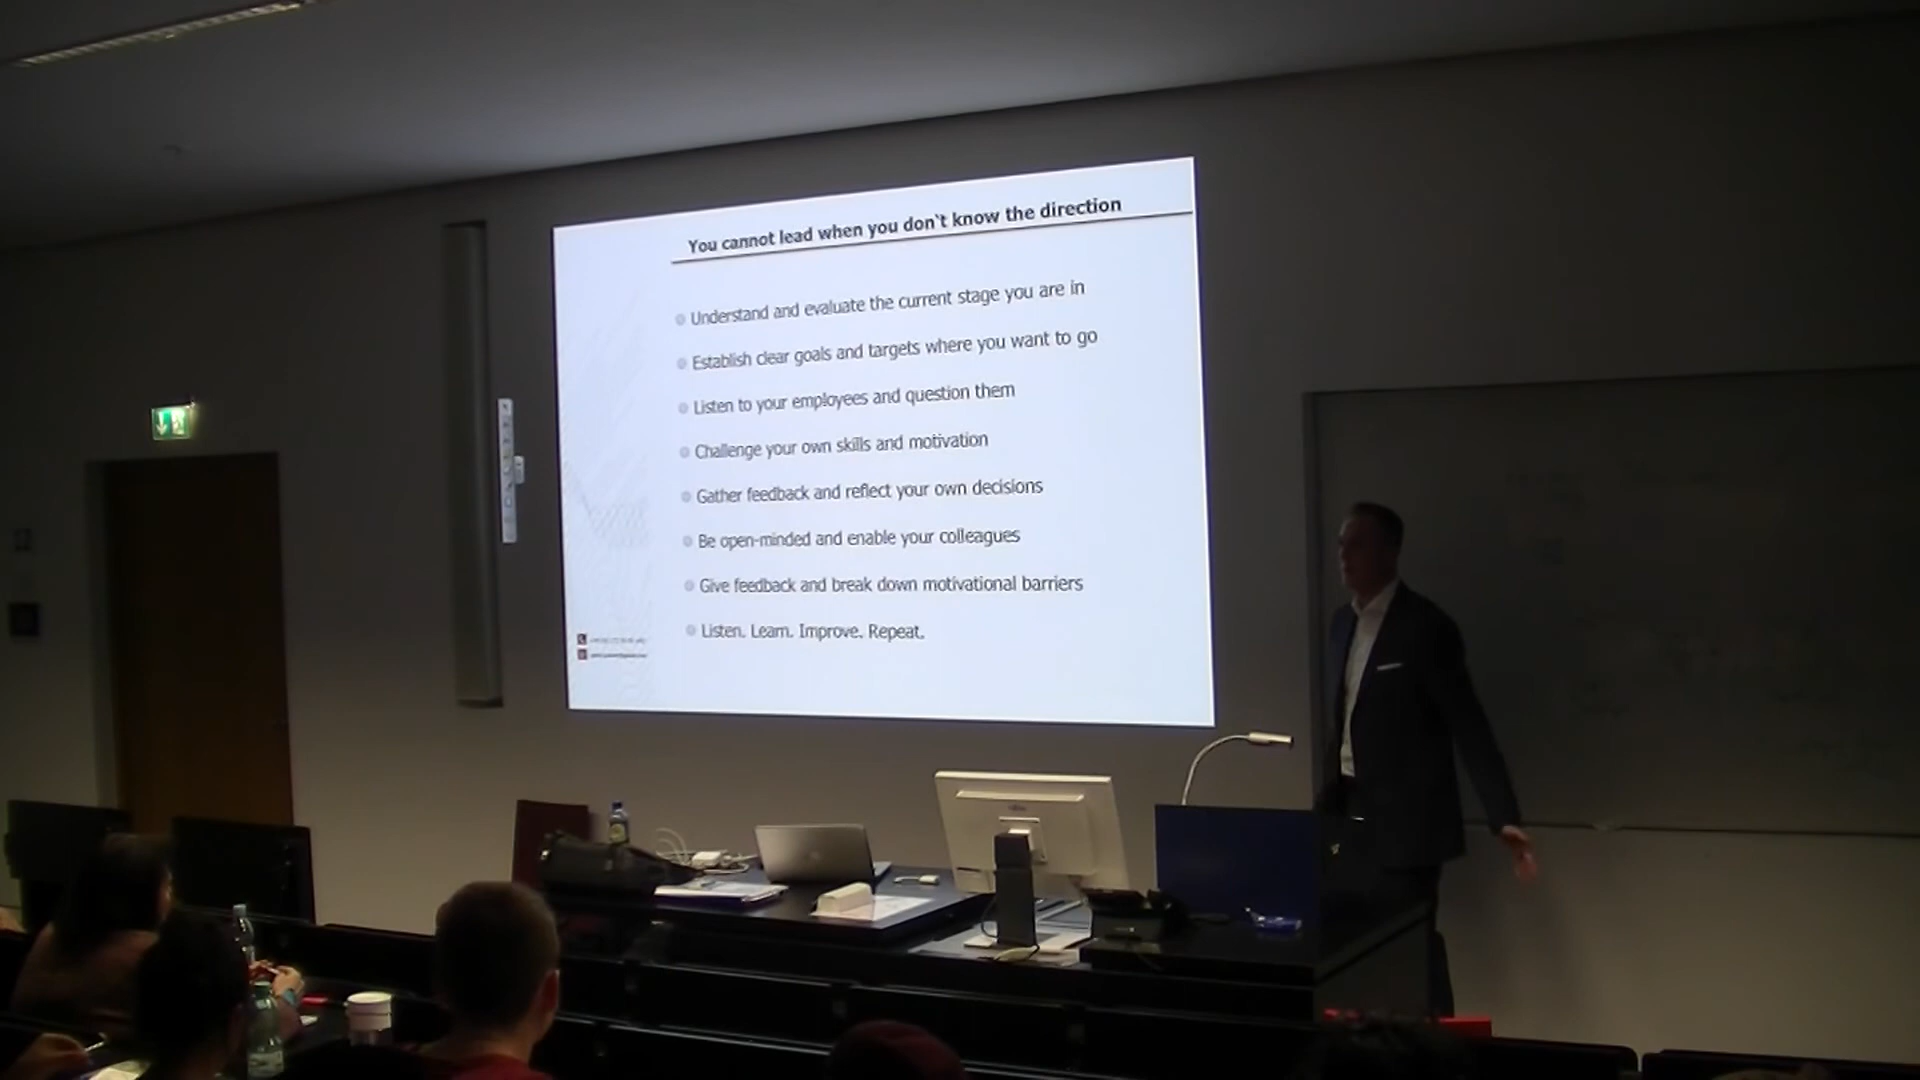 You cannot lead when you don`t know the direction
Understand and evaluate the current stage you are in
Establish clear goals and targets where you want to go
Listen to your employees and question them
Challenge your own skills and motivation
Gather feedback and reflect your own decisions
Be open-minded and enable your colleagues
Give feedback and break down motivational barriers
Listen. Learn. Improve. Repeat.